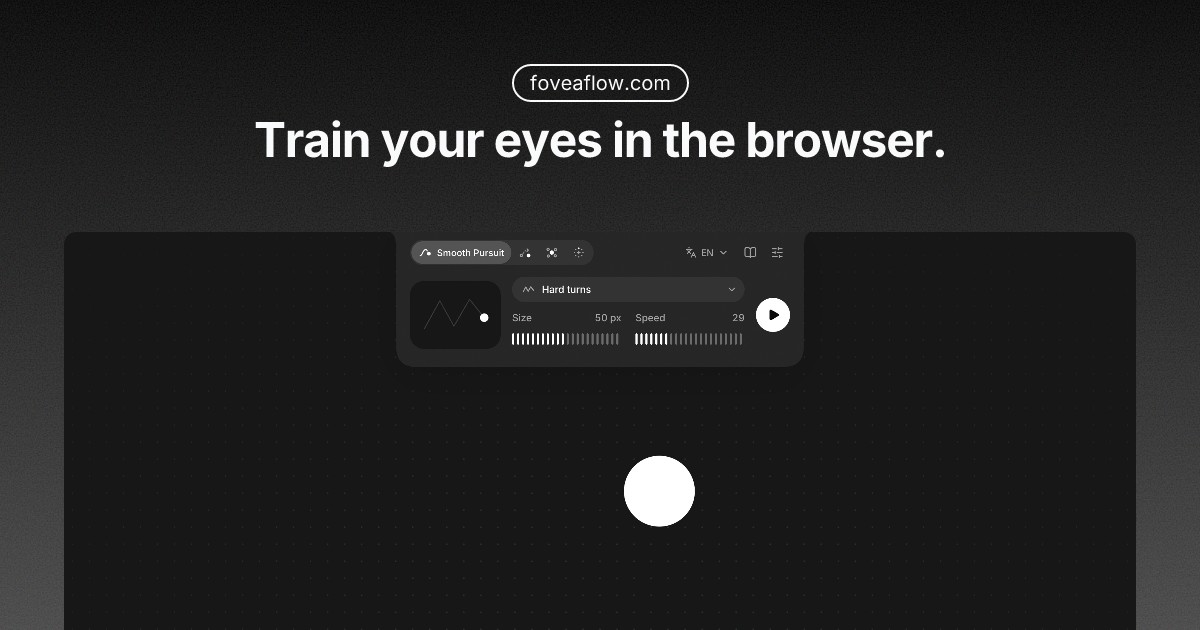 foveaflow.com
Train your eyes in the browser.
Smooth Pursuit
EN
Hard turns
Size 50 px Speed 29